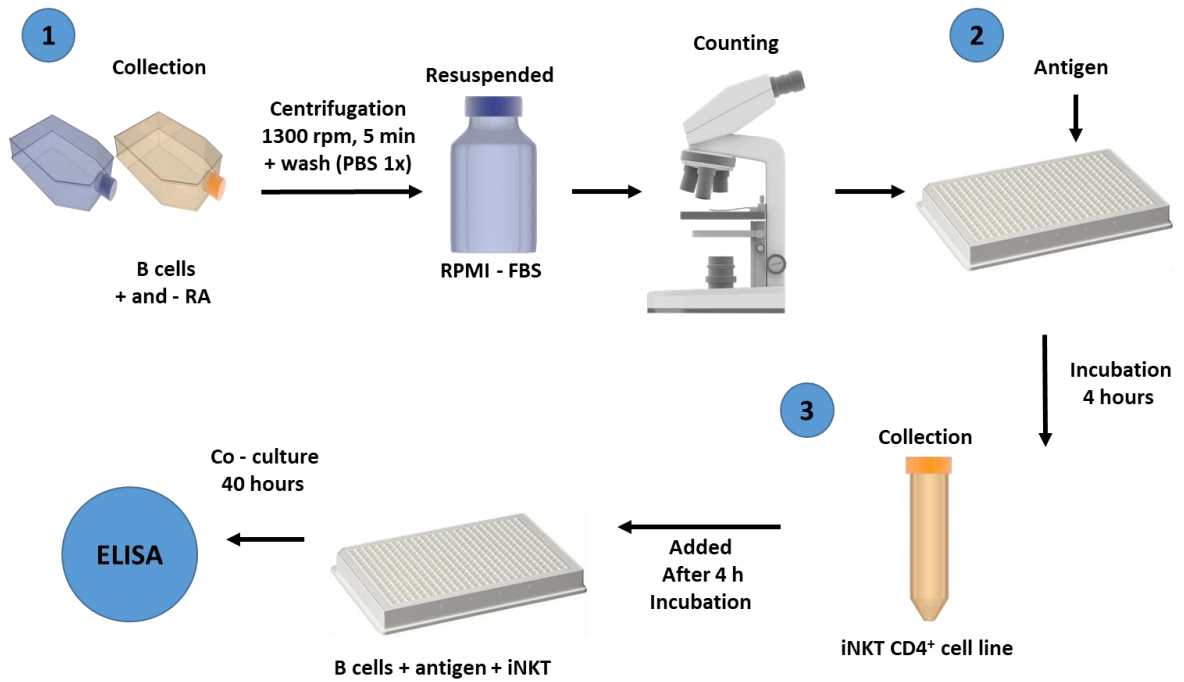 1
Collection
B cells
+ and - RA
Centrifugation
1300 rpm, 5 min
+ wash (PBS 1x)
Resuspended
RPMI - FBS
Counting
2
Antigen
Incubation
4 hours
3
Collection
iNKT CD4⁺ cell line
Added
After 4 h
Incubation
B cells + antigen + iNKT
Co - culture
40 hours
ELISA